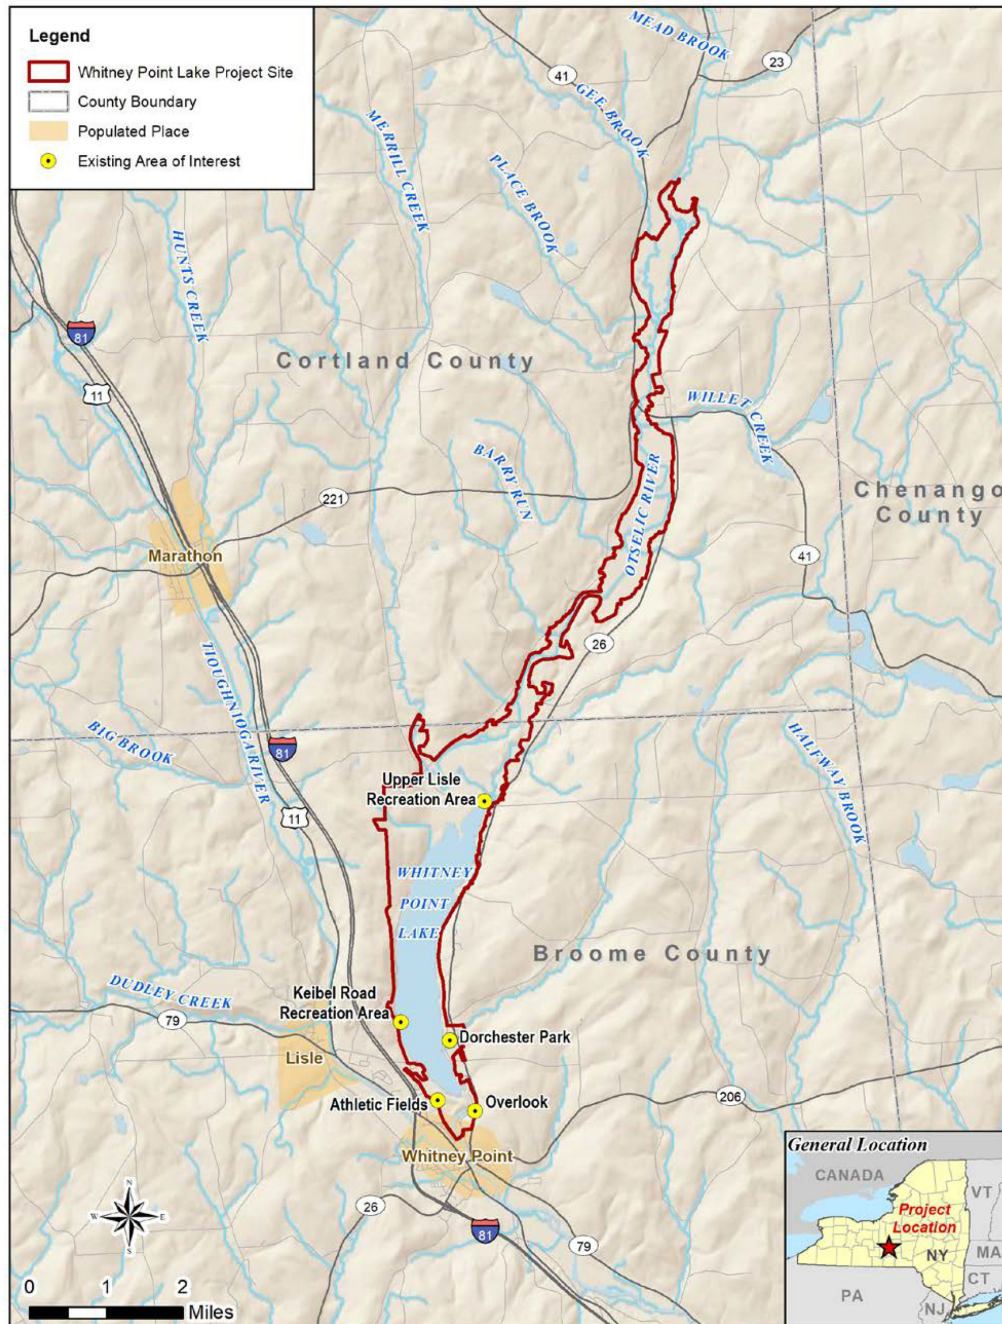 Legend
Whitney Point Lake Project Site
County Boundary
Populated Place
Existing Area of Interest
MEAD BROOK
23
41
GEE BROOK
MERRILL CREEK
PLACE BROOK
HUNTS CREEK
81
11
Cortland County
WILLET CREEK
BARRY RUN
221
OTSELIC RIVER
Chenango
County
Marathon
41
26
TIOUGHNIOGA RIVER
BIG BROOK
81
HALFWAY BROOK
Upper Lisle
Recreation Area
11
WHITNEY
POINT
LAKE
Broome County
DUDLEY CREEK
79
Keibel Road
Recreation Area
Dorchester Park
Lisle
Athletic Fields
Overlook
206
Whitney Point
26
81
79
N
W
E
S
0 1 2
Miles
General Location
CANADA
VT
Project
Location
NY
MA
CT
PA
NJ